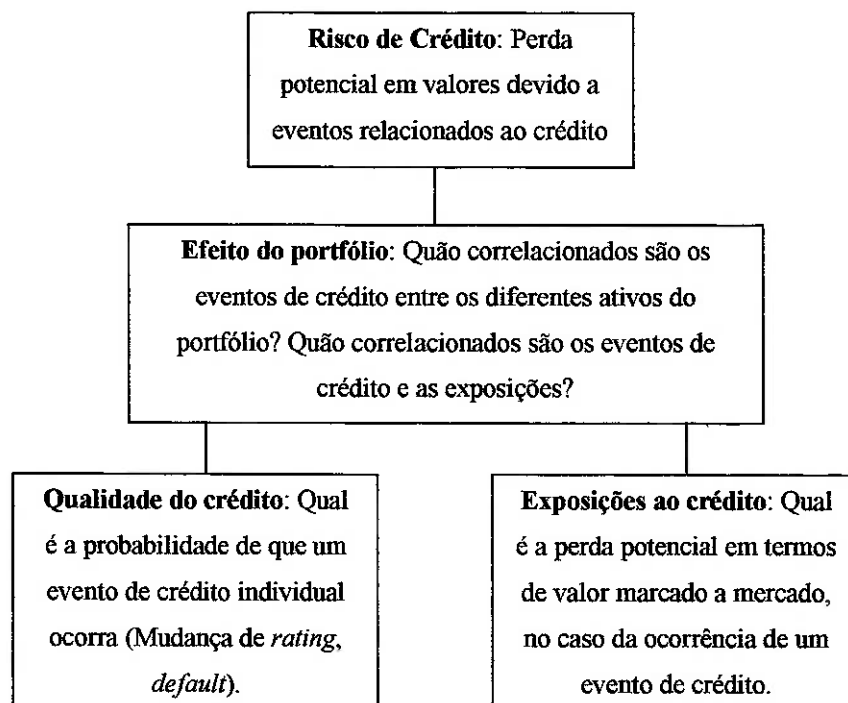 Risco de Crédito: Perda
potencial em valores devido a
eventos relacionados ao crédito
Efeito do portfólio: Quão correlacionados são os
eventos de crédito entre os diferentes ativos do
portfólio? Quão correlacionados são os eventos de
crédito e as exposições?
Qualidade do crédito: Qual
é a probabilidade de que um
evento de crédito individual
ocorra (Mudança de rating,
default).
Exposições ao crédito: Qual
é a perda potencial em termos
de valor marcado a mercado,
no caso da ocorrência de um
evento de crédito.